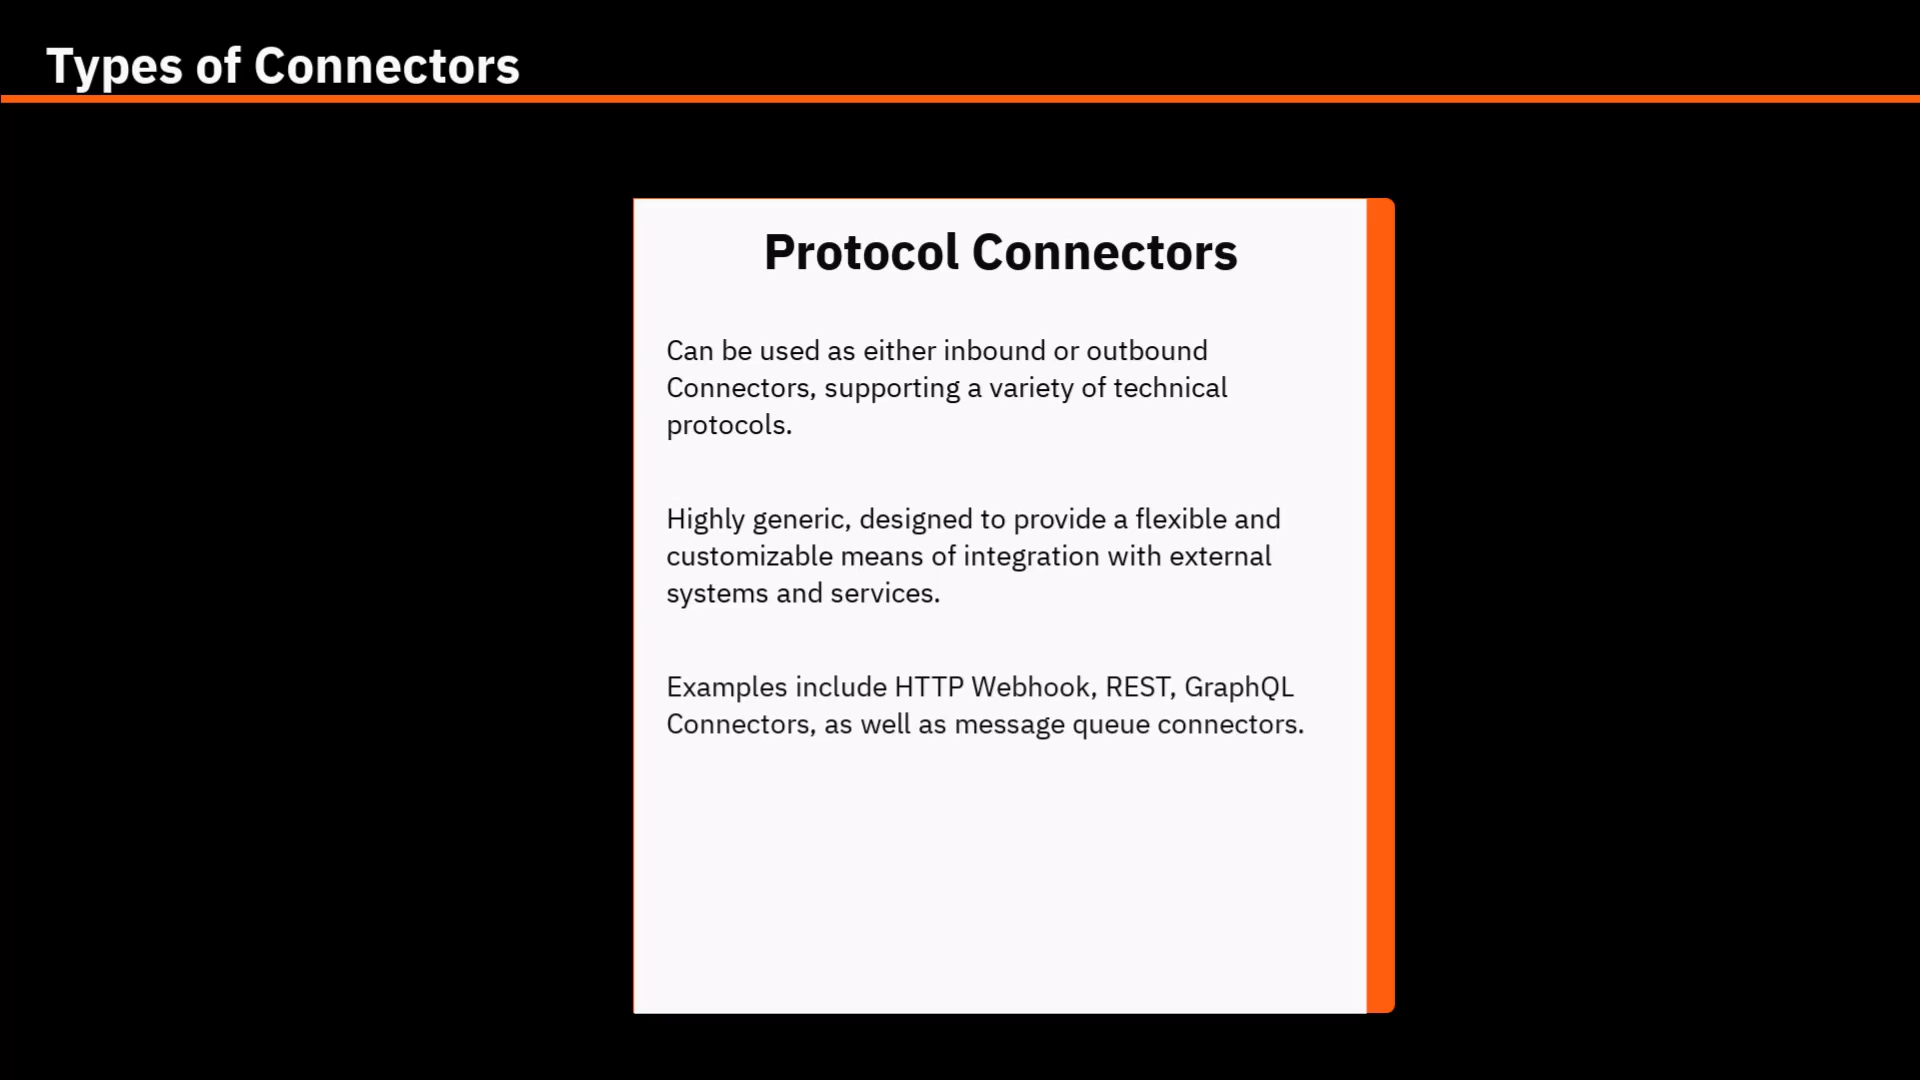 Types of Connectors
Protocol Connectors
Can be used as either inbound or outbound
Connectors, supporting a variety of technical
protocols.
Highly generic, designed to provide a flexible and
customizable means of integration with external
systems and services.
Examples include HTTP Webhook, REST, GraphQL
Connectors, as well as message queue connectors.